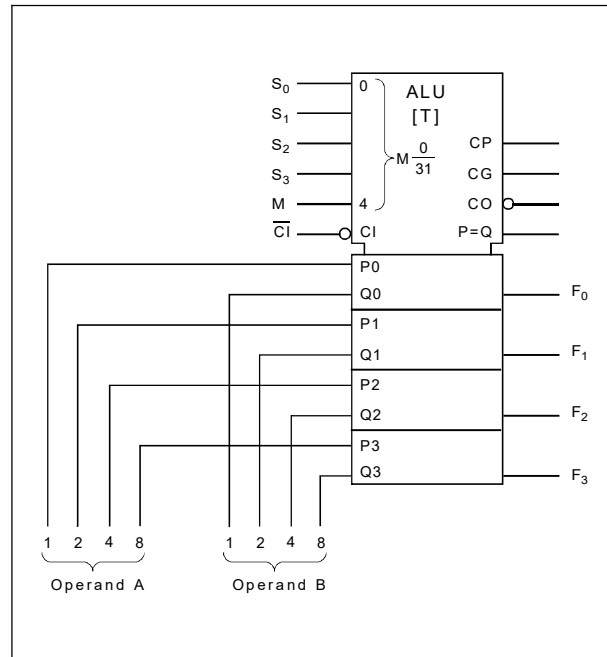 S0
0
ALU
[T]
S1
S2
CP
M 0/31
S3
CG
M
4
CO
CI
CI
P=Q
P0
Q0
F0
P1
Q1
F1
P2
Q2
F2
P3
Q3
F3
1 2 4 8
1 2 4 8
Operand A
Operand B